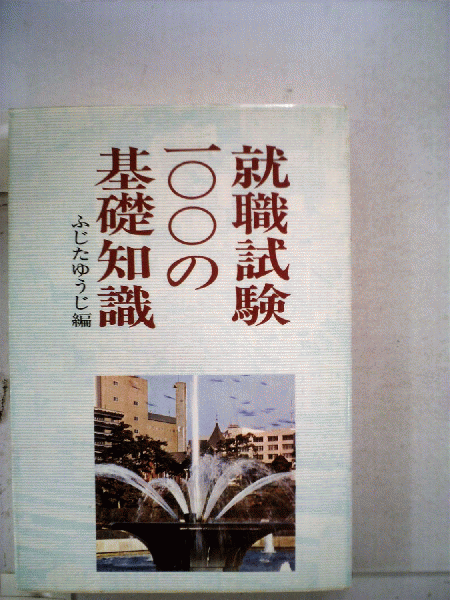 就職試験
一〇〇の
基礎知識
ふじたゆうじ編